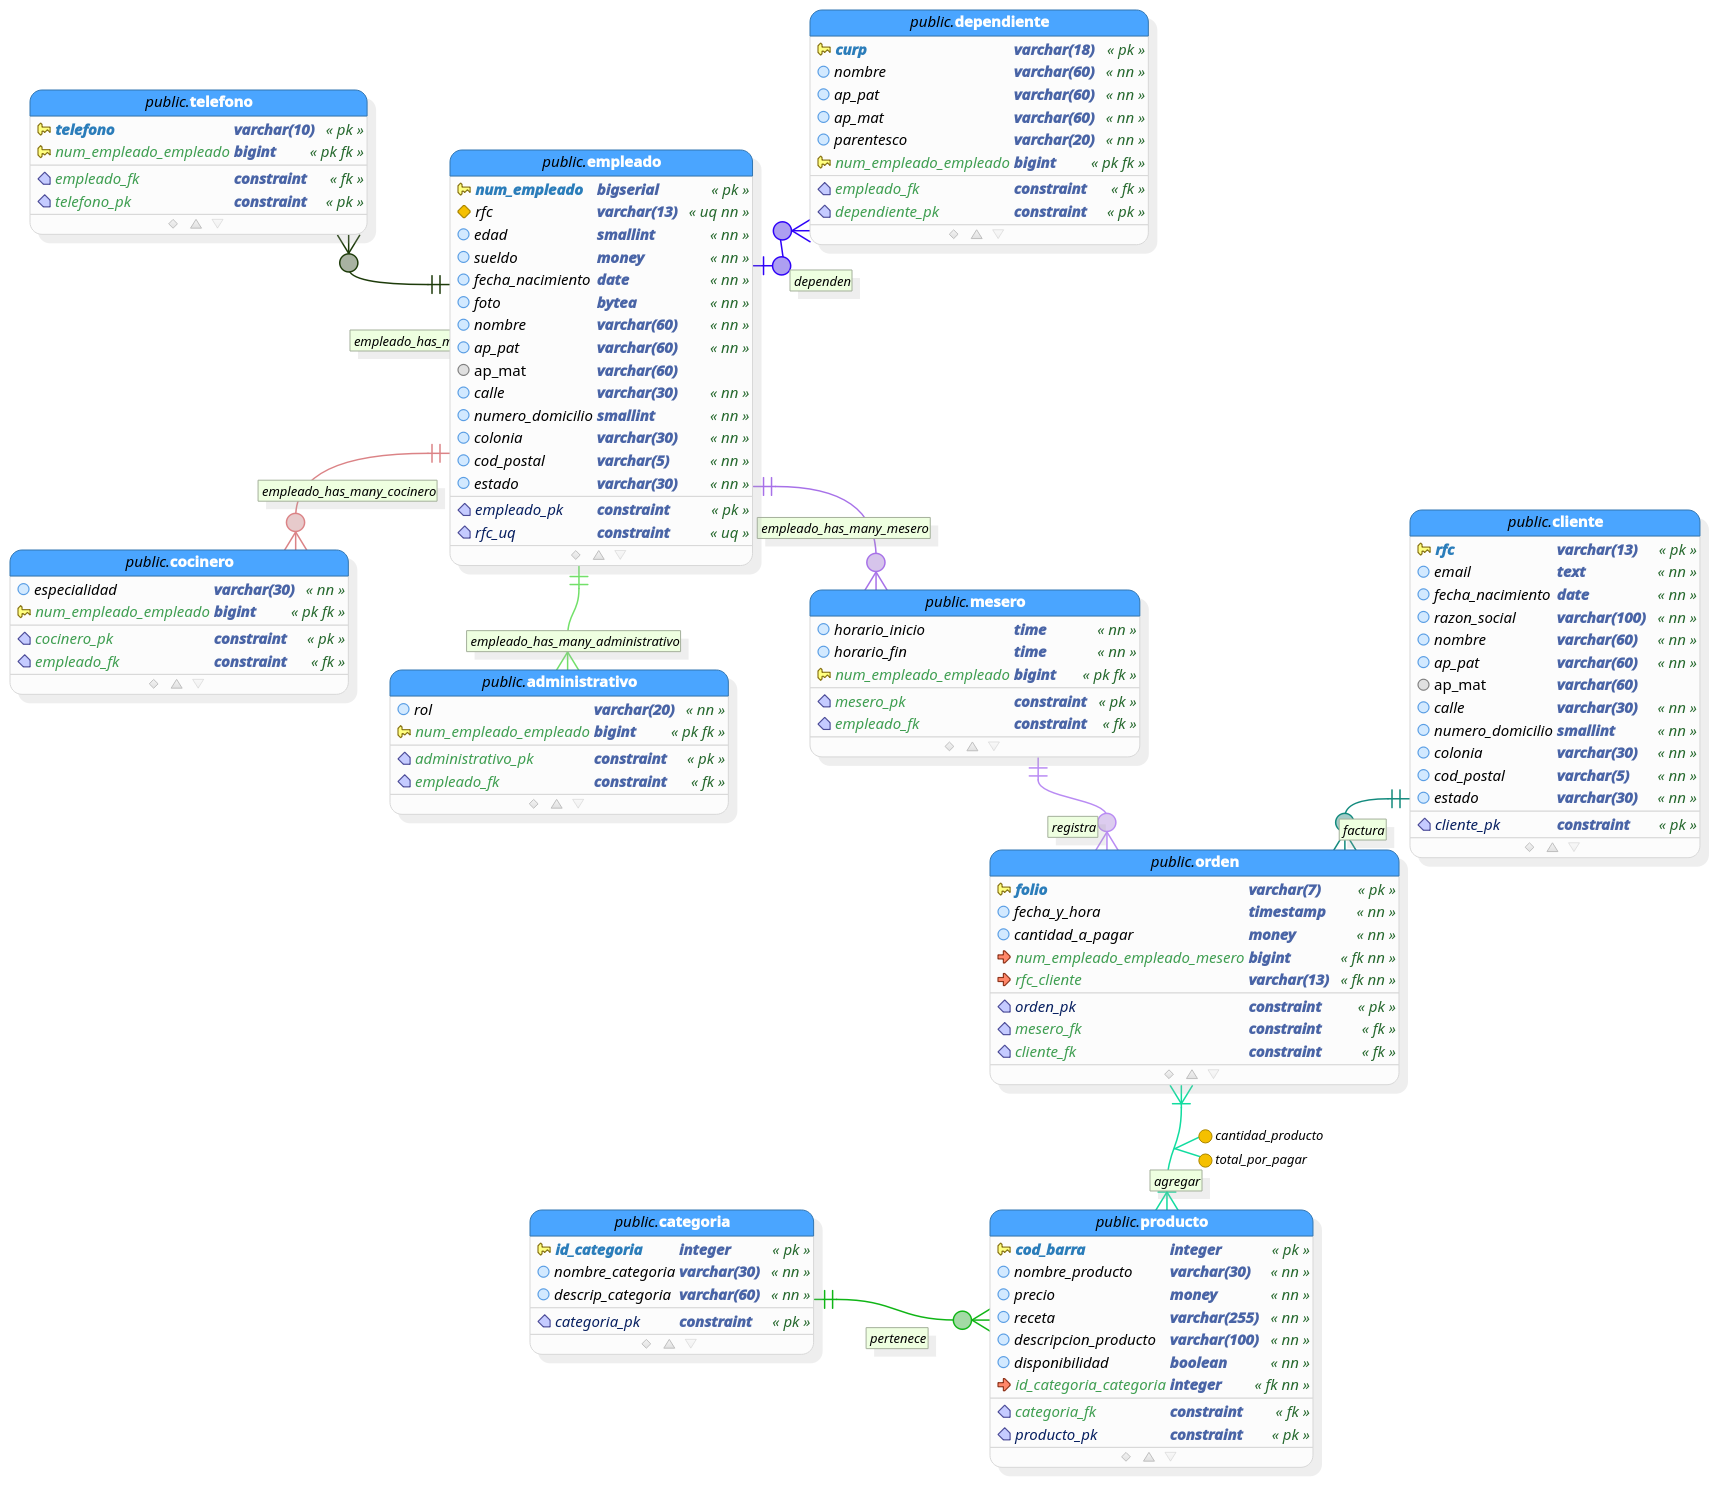 public.dependiente
curp varchar(18) « pk »
nombre varchar(60) « nn »
ap_pat varchar(60) « nn »
ap_mat varchar(60) « nn »
parentesco varchar(20) « nn »
num_empleado_empleado bigint « pk fk »
empleado_fk constraint « fk »
dependiente_pk constraint « pk »
public.telefono
telefono varchar(10) « pk »
num_empleado_empleado bigint « pk fk »
empleado_fk constraint « fk »
telefono_pk constraint « pk »
public.empleado
num_empleado bigserial « pk »
rfc varchar(13) « uq nn »
edad smallint « nn »
sueldo money « nn »
fecha_nacimiento date « nn »
foto bytea « nn »
nombre varchar(60) « nn »
ap_pat varchar(60) « nn »
ap_mat varchar(60)
calle varchar(30) « nn »
numero_domicilio smallint « nn »
colonia varchar(30) « nn »
cod_postal varchar(5) « nn »
estado varchar(30) « nn »
empleado_pk constraint « pk »
rfc_uq constraint « uq »
dependen
empleado_has_m
empleado_has_many_cocinero
empleado_has_many_mesero
public.cocinero
especialidad varchar(30) « nn »
num_empleado_empleado bigint « pk fk »
cocinero_pk constraint « pk »
empleado_fk constraint « fk »
empleado_has_many_administrativo
public.administrativo
rol varchar(20) « nn »
num_empleado_empleado bigint « pk fk »
administrativo_pk constraint « pk »
empleado_fk constraint « fk »
public.mesero
horario_inicio time « nn »
horario_fin time « nn »
num_empleado_empleado bigint « pk fk »
mesero_pk constraint « pk »
empleado_fk constraint « fk »
public.cliente
rfc varchar(13) « pk »
email text « nn »
fecha_nacimiento date « nn »
razon_social varchar(100) « nn »
nombre varchar(60) « nn »
ap_pat varchar(60) « nn »
ap_mat varchar(60)
calle varchar(30) « nn »
numero_domicilio smallint « nn »
colonia varchar(30) « nn »
cod_postal varchar(5) « nn »
estado varchar(30) « nn »
cliente_pk constraint « pk »
registra
factura
public.orden
folio varchar(7) « pk »
fecha_y_hora timestamp « nn »
cantidad_a_pagar money « nn »
num_empleado_empleado_mesero bigint « fk nn »
rfc_cliente varchar(13) « fk nn »
orden_pk constraint « pk »
mesero_fk constraint « fk »
cliente_fk constraint « fk »
cantidad_producto
total_por_pagar
agregar
public.categoria
id_categoria integer « pk »
nombre_categoria varchar(30) « nn »
descrip_categoria varchar(60) « nn »
categoria_pk constraint « pk »
pertenece
public.producto
cod_barra integer « pk »
nombre_producto varchar(30) « nn »
precio money « nn »
receta varchar(255) « nn »
descripcion_producto varchar(100) « nn »
disponibilidad boolean « nn »
id_categoria_categoria integer « fk nn »
categoria_fk constraint « fk »
producto_pk constraint « pk »